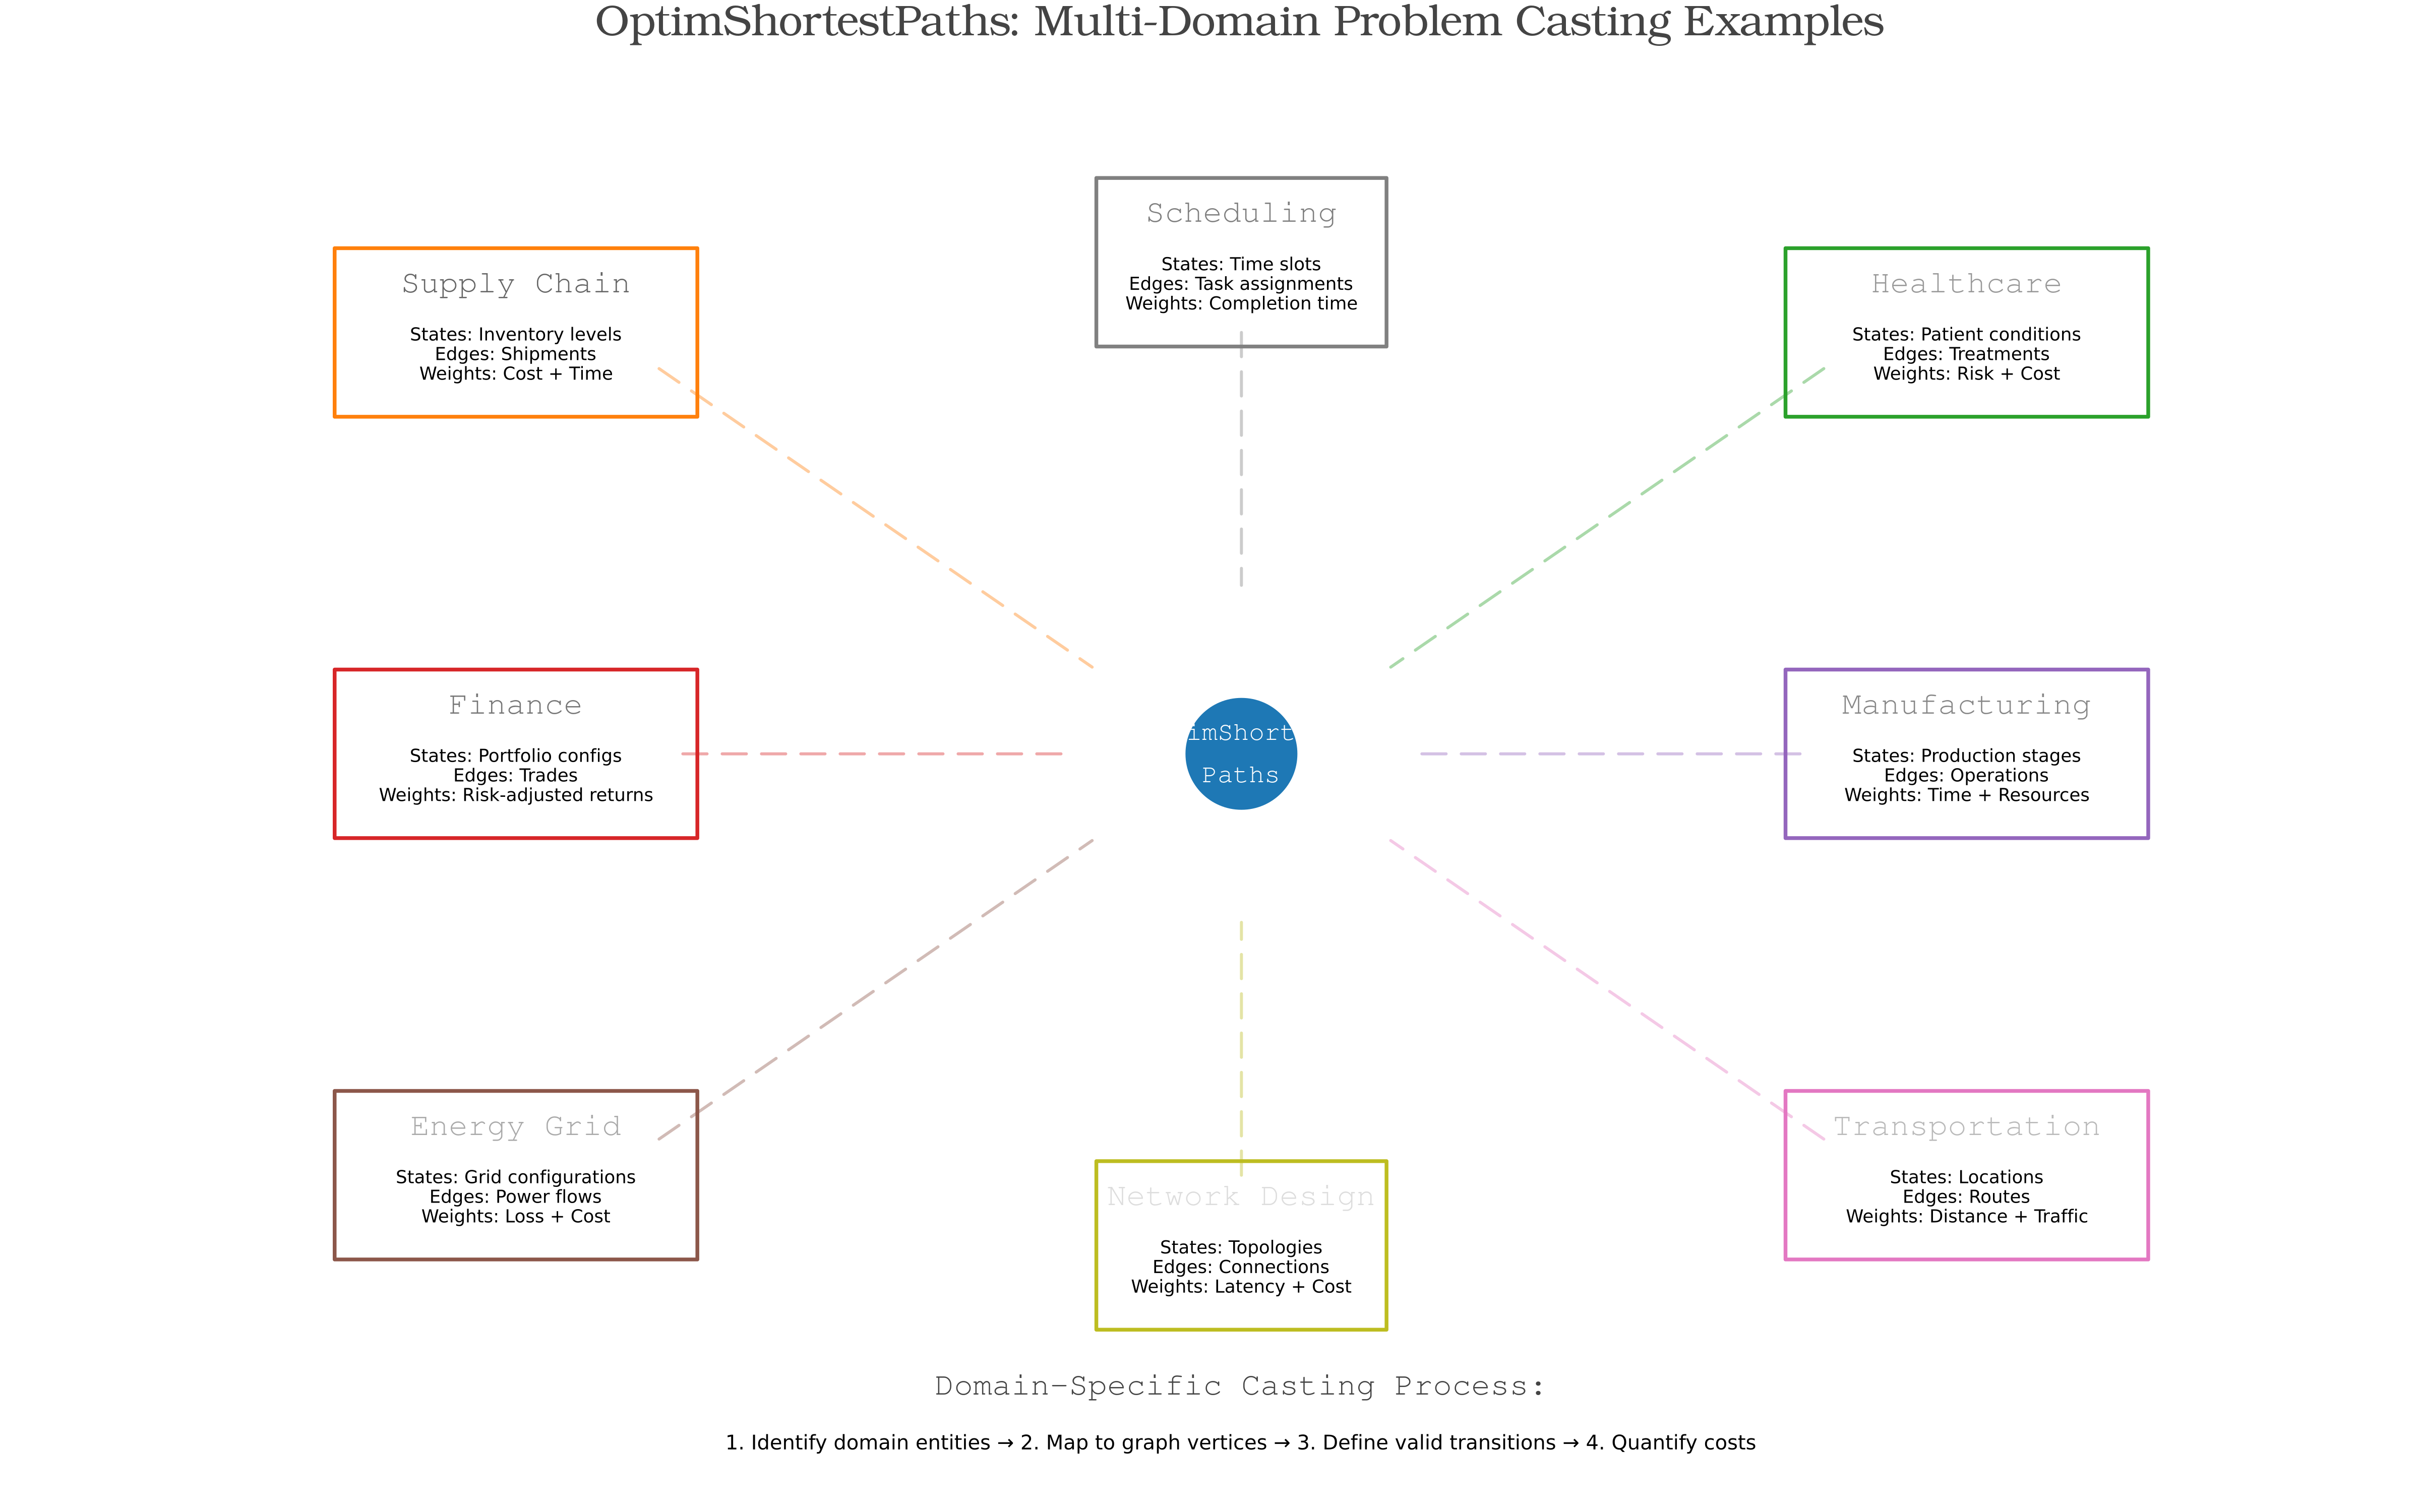 OptimShortestPaths: Multi-Domain Problem Casting Examples
Scheduling
States: Time slots
Edges: Task assignments
Weights: Completion time
Supply Chain
States: Inventory levels
Edges: Shipments
Weights: Cost + Time
Healthcare
States: Patient conditions
Edges: Treatments
Weights: Risk + Cost
Finance
States: Portfolio configs
Edges: Trades
Weights: Risk-adjusted returns
imShort
Paths
Manufacturing
States: Production stages
Edges: Operations
Weights: Time + Resources
Energy Grid
States: Grid configurations
Edges: Power flows
Weights: Loss + Cost
Network Design
States: Topologies
Edges: Connections
Weights: Latency + Cost
Transportation
States: Locations
Edges: Routes
Weights: Distance + Traffic
Domain-Specific Casting Process:
1. Identify domain entities → 2. Map to graph vertices → 3. Define valid transitions → 4. Quantify costs